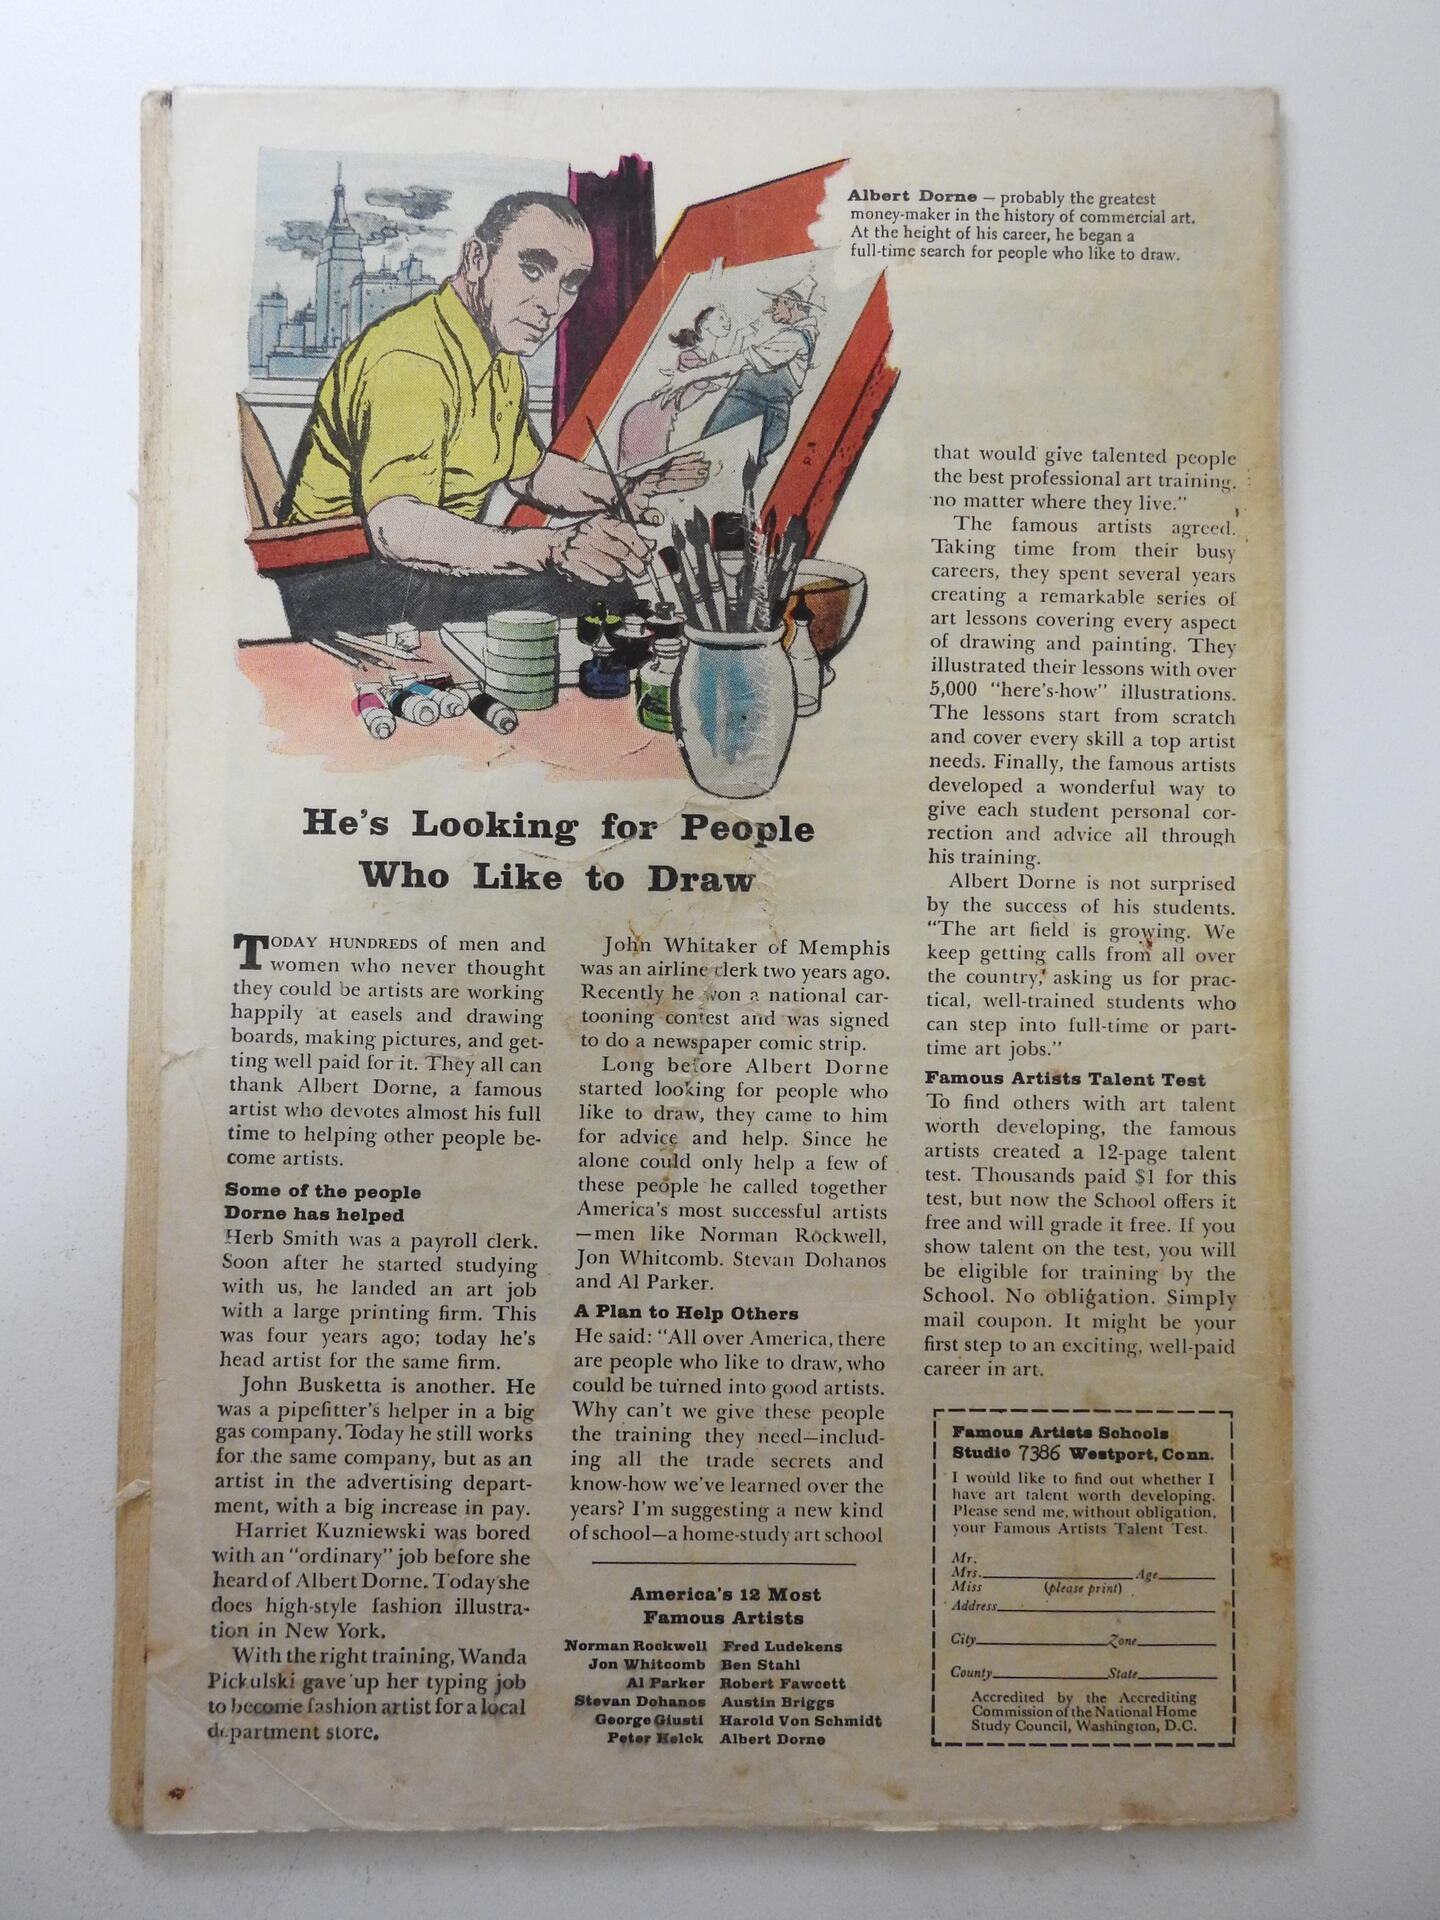 Albert Dorne — probably the greatest
money-maker in the history of commercial art.
At the height of his career, he began a
full-time search for people who like to draw.
He's Looking for People
Who Like to Draw
TODAY HUNDREDS of men and
women who never thought
they could be artists are working
happily at easels and drawing
boards, making pictures, and get-
ting well paid for it. They all can
thank Albert Dorne, a famous
artist who devotes almost his full
time to helping other people be-
come artists.
Some of the people
Dorne has helped
Herb Smith was a payroll clerk.
Soon after he started studying
with us, he landed an art job
with a large printing firm. This
was four years ago; today he's
head artist for the same firm.
John Busketta is another. He
was a pipefitter's helper in a big
gas company. Today he still works
for the same company, but as an
artist in the advertising depart-
ment, with a big increase in pay.
Harriet Kuzniewski was bored
with an "ordinary" job before she
heard of Albert Dorne. Today she
does high-style fashion illustra-
tion in New York.
With the right training, Wanda
Pickulski gave up her typing job
to become fashion artist for a local
department store.
John Whitaker of Memphis
was an airline clerk two years ago.
Recently he won a national car-
tooning contest and was signed
to do a newspaper comic strip.
Long before Albert Dorne
started looking for people who
like to draw, they came to him
for advice and help. Since he
alone could only help a few of
these people he called together
America's most successful artists
—men like Norman Rockwell,
Jon Whitcomb. Stevan Dohanos
and Al Parker.
A Plan to Help Others
He said: "All over America, there
are people who like to draw, who
could be turned into good artists.
Why can't we give these people
the training they need—includ-
ing all the trade secrets and
know-how we've learned over the
years? I'm suggesting a new kind
of school—a home-study art school
America's 12 Most
Famous Artists
Norman Rockwell Fred Ludekens
Jon Whitcomb Ben Stahl
Al Parker Robert Fawcett
Stevan Dohanos Austin Briggs
George Giusti Harold Von Schmidt
Peter Helck Albert Dorne
that would give talented people
the best professional art training,
no matter where they live."
The famous artists agreed.
Taking time from their busy
careers, they spent several years
creating a remarkable series of
art lessons covering every aspect
of drawing and painting. They
illustrated their lessons with over
5,000 "here's-how" illustrations.
The lessons start from scratch
and cover every skill a top artist
needs. Finally, the famous artists
developed a wonderful way to
give each student personal cor-
rection and advice all through
his training.
Albert Dorne is not surprised
by the success of his students.
"The art field is growing. We
keep getting calls from all over
the country, asking us for prac-
tical, well-trained students who
can step into full-time or part-
time art jobs."
Famous Artists Talent Test
To find others with art talent
worth developing, the famous
artists created a 12-page talent
test. Thousands paid $1 for this
test, but now the School offers it
free and will grade it free. If you
show talent on the test, you will
be eligible for training by the
School. No obligation. Simply
mail coupon. It might be your
first step to an exciting, well-paid
career in art.
Famous Artists Schools
Studio 7386 Westport, Conn.
I would like to find out whether I
have art talent worth developing.
Please send me, without obligation,
your Famous Artists Talent Test.
Mr.
Mrs. Age
Miss (please print)
Address
City Zone
County State
Accredited by the Accrediting
Commission of the National Home
Study Council, Washington, D.C.